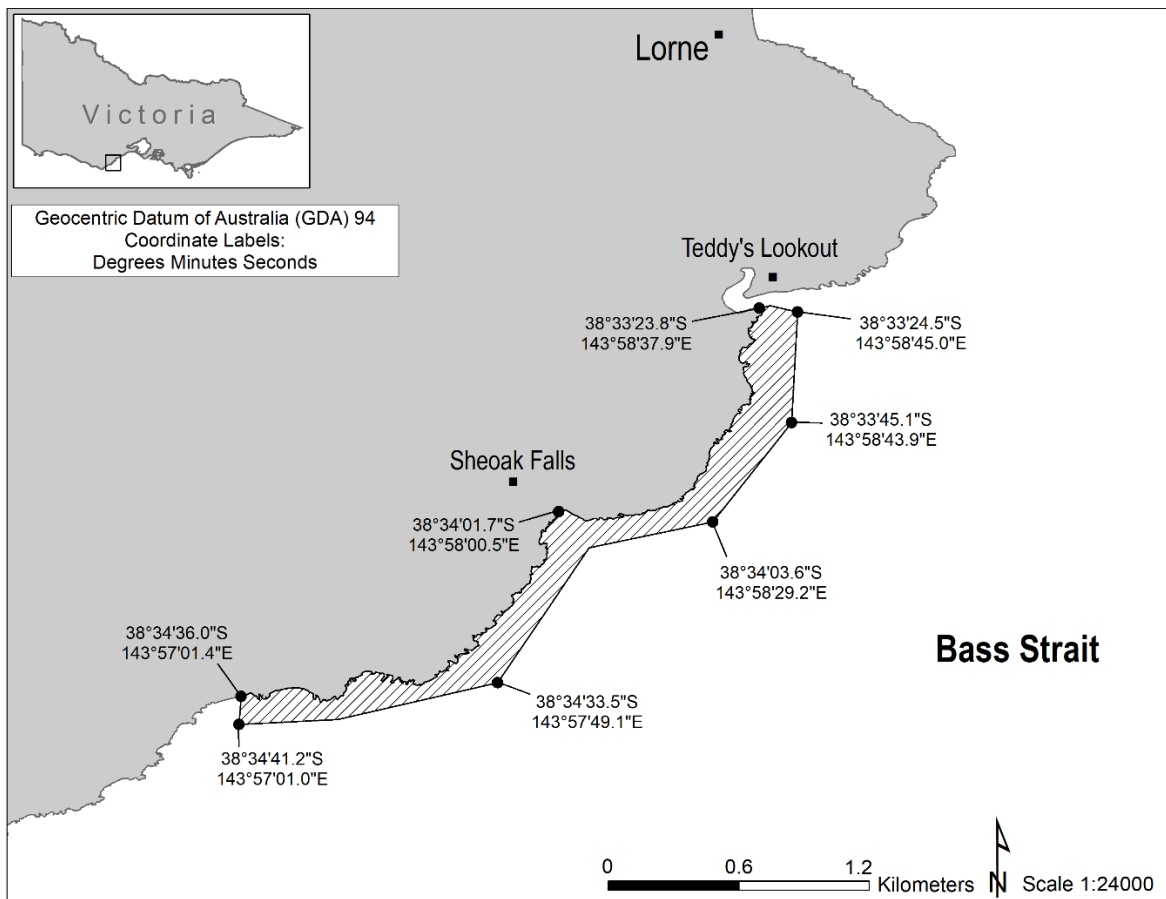 Lorne
Victoria
Geocentric Datum of Australia (GDA) 94
Coordinate Labels:
Degrees Minutes Seconds
Teddy's Lookout
38°33'23.8"S
143°58'37.9"E
38°33'24.5"S
143°58'45.0"E
38°33'45.1"S
143°58'43.9"E
Sheoak Falls
38°34'01.7"S
143°58'00.5"E
38°34'03.6"S
143°58'29.2"E
38°34'36.0"S
143°57'01.4"E
Bass Strait
38°34'33.5"S
143°57'49.1"E
38°34'41.2"S
143°57'01.0"E
0 0.6 1.2
Kilometers N Scale 1:24000